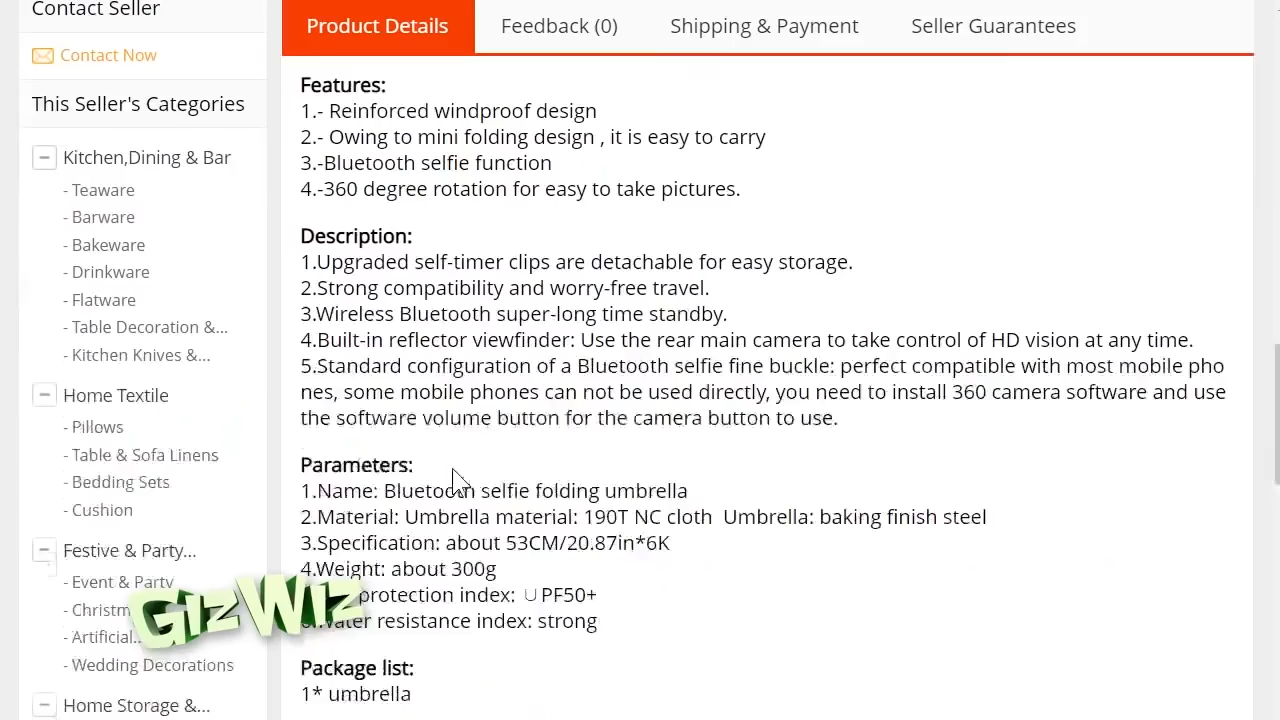 Contact Seller
Contact Now
This Seller's Categories
Kitchen,Dining & Bar
- Teaware
- Barware
- Bakeware
- Drinkware
- Flatware
- Table Decoration &...
- Kitchen Knives &...
Home Textile
- Pillows
- Table & Sofa Linens
- Bedding Sets
- Cushion
Festive & Party...
- Event & Party
- Christm
- Artificial...
- Wedding Decorations
Home Storage &...
Product Details
Feedback (0)
Shipping & Payment
Seller Guarantees
Features:
1.- Reinforced windproof design
2.- Owing to mini folding design , it is easy to carry
3.-Bluetooth selfie function
4.-360 degree rotation for easy to take pictures.
Description:
1.Upgraded self-timer clips are detachable for easy storage.
2.Strong compatibility and worry-free travel.
3.Wireless Bluetooth super-long time standby.
4.Built-in reflector viewfinder: Use the rear main camera to take control of HD vision at any time.
5.Standard configuration of a Bluetooth selfie fine buckle: perfect compatible with most mobile pho
nes, some mobile phones can not be used directly, you need to install 360 camera software and use
the software volume button for the camera button to use.
Parameters:
1.Name: Bluetooth selfie folding umbrella
2.Material: Umbrella material: 190T NC cloth Umbrella: baking finish steel
3.Specification: about 53CM/20.87in*6K
4.Weight: about 300g
protection index: UPF50+
Water resistance index: strong
Package list:
1* umbrella
GizWiz